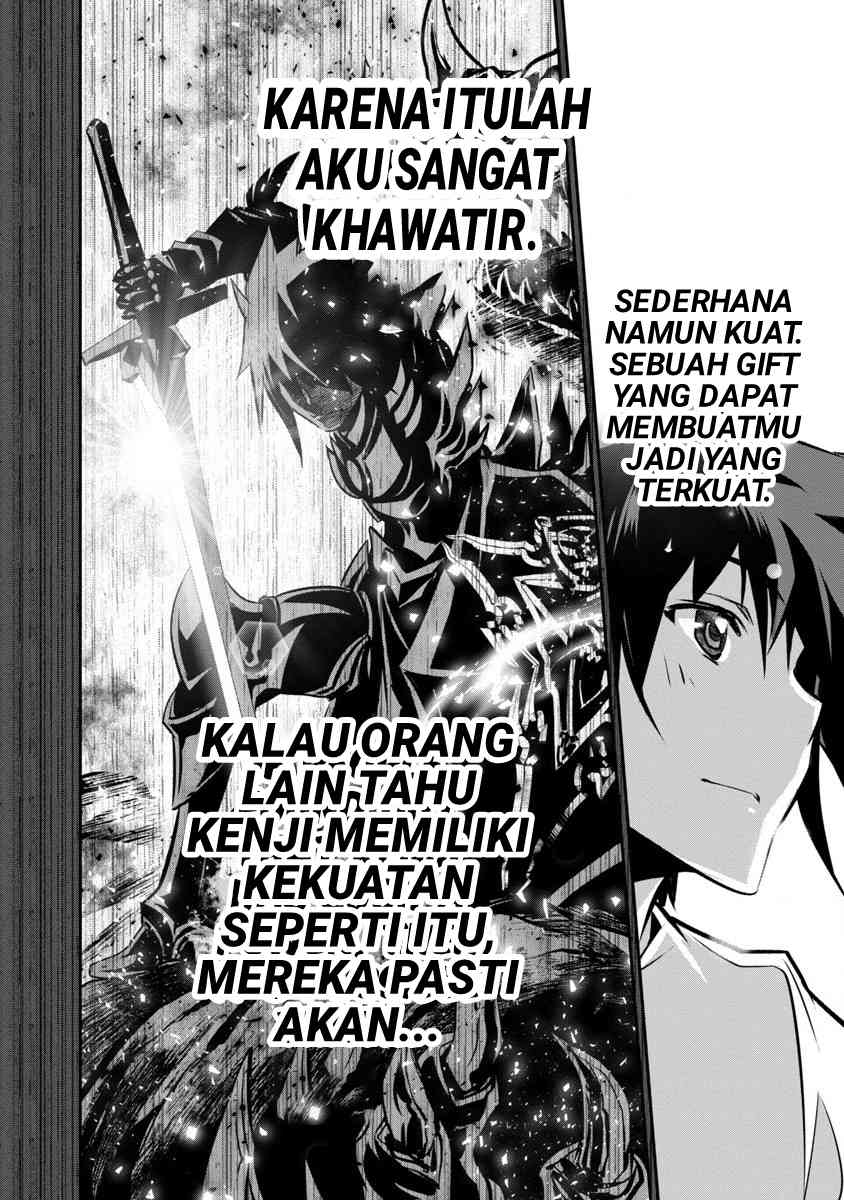 SEDERHANA
NAMUN KUAT.
SEBUAH GIFT
YANG DAPAT
MEMBUATMU
JADI YANG
TERKUAT.
KARENA ITULAH
AKU SANGAT
KHAWATIR.
KALAU ORANG
LAIN TAHU
KENJI MEMILIKI
KEKUATAN
SEPERTI ITU,
MEREKA PASTI
AKAN...